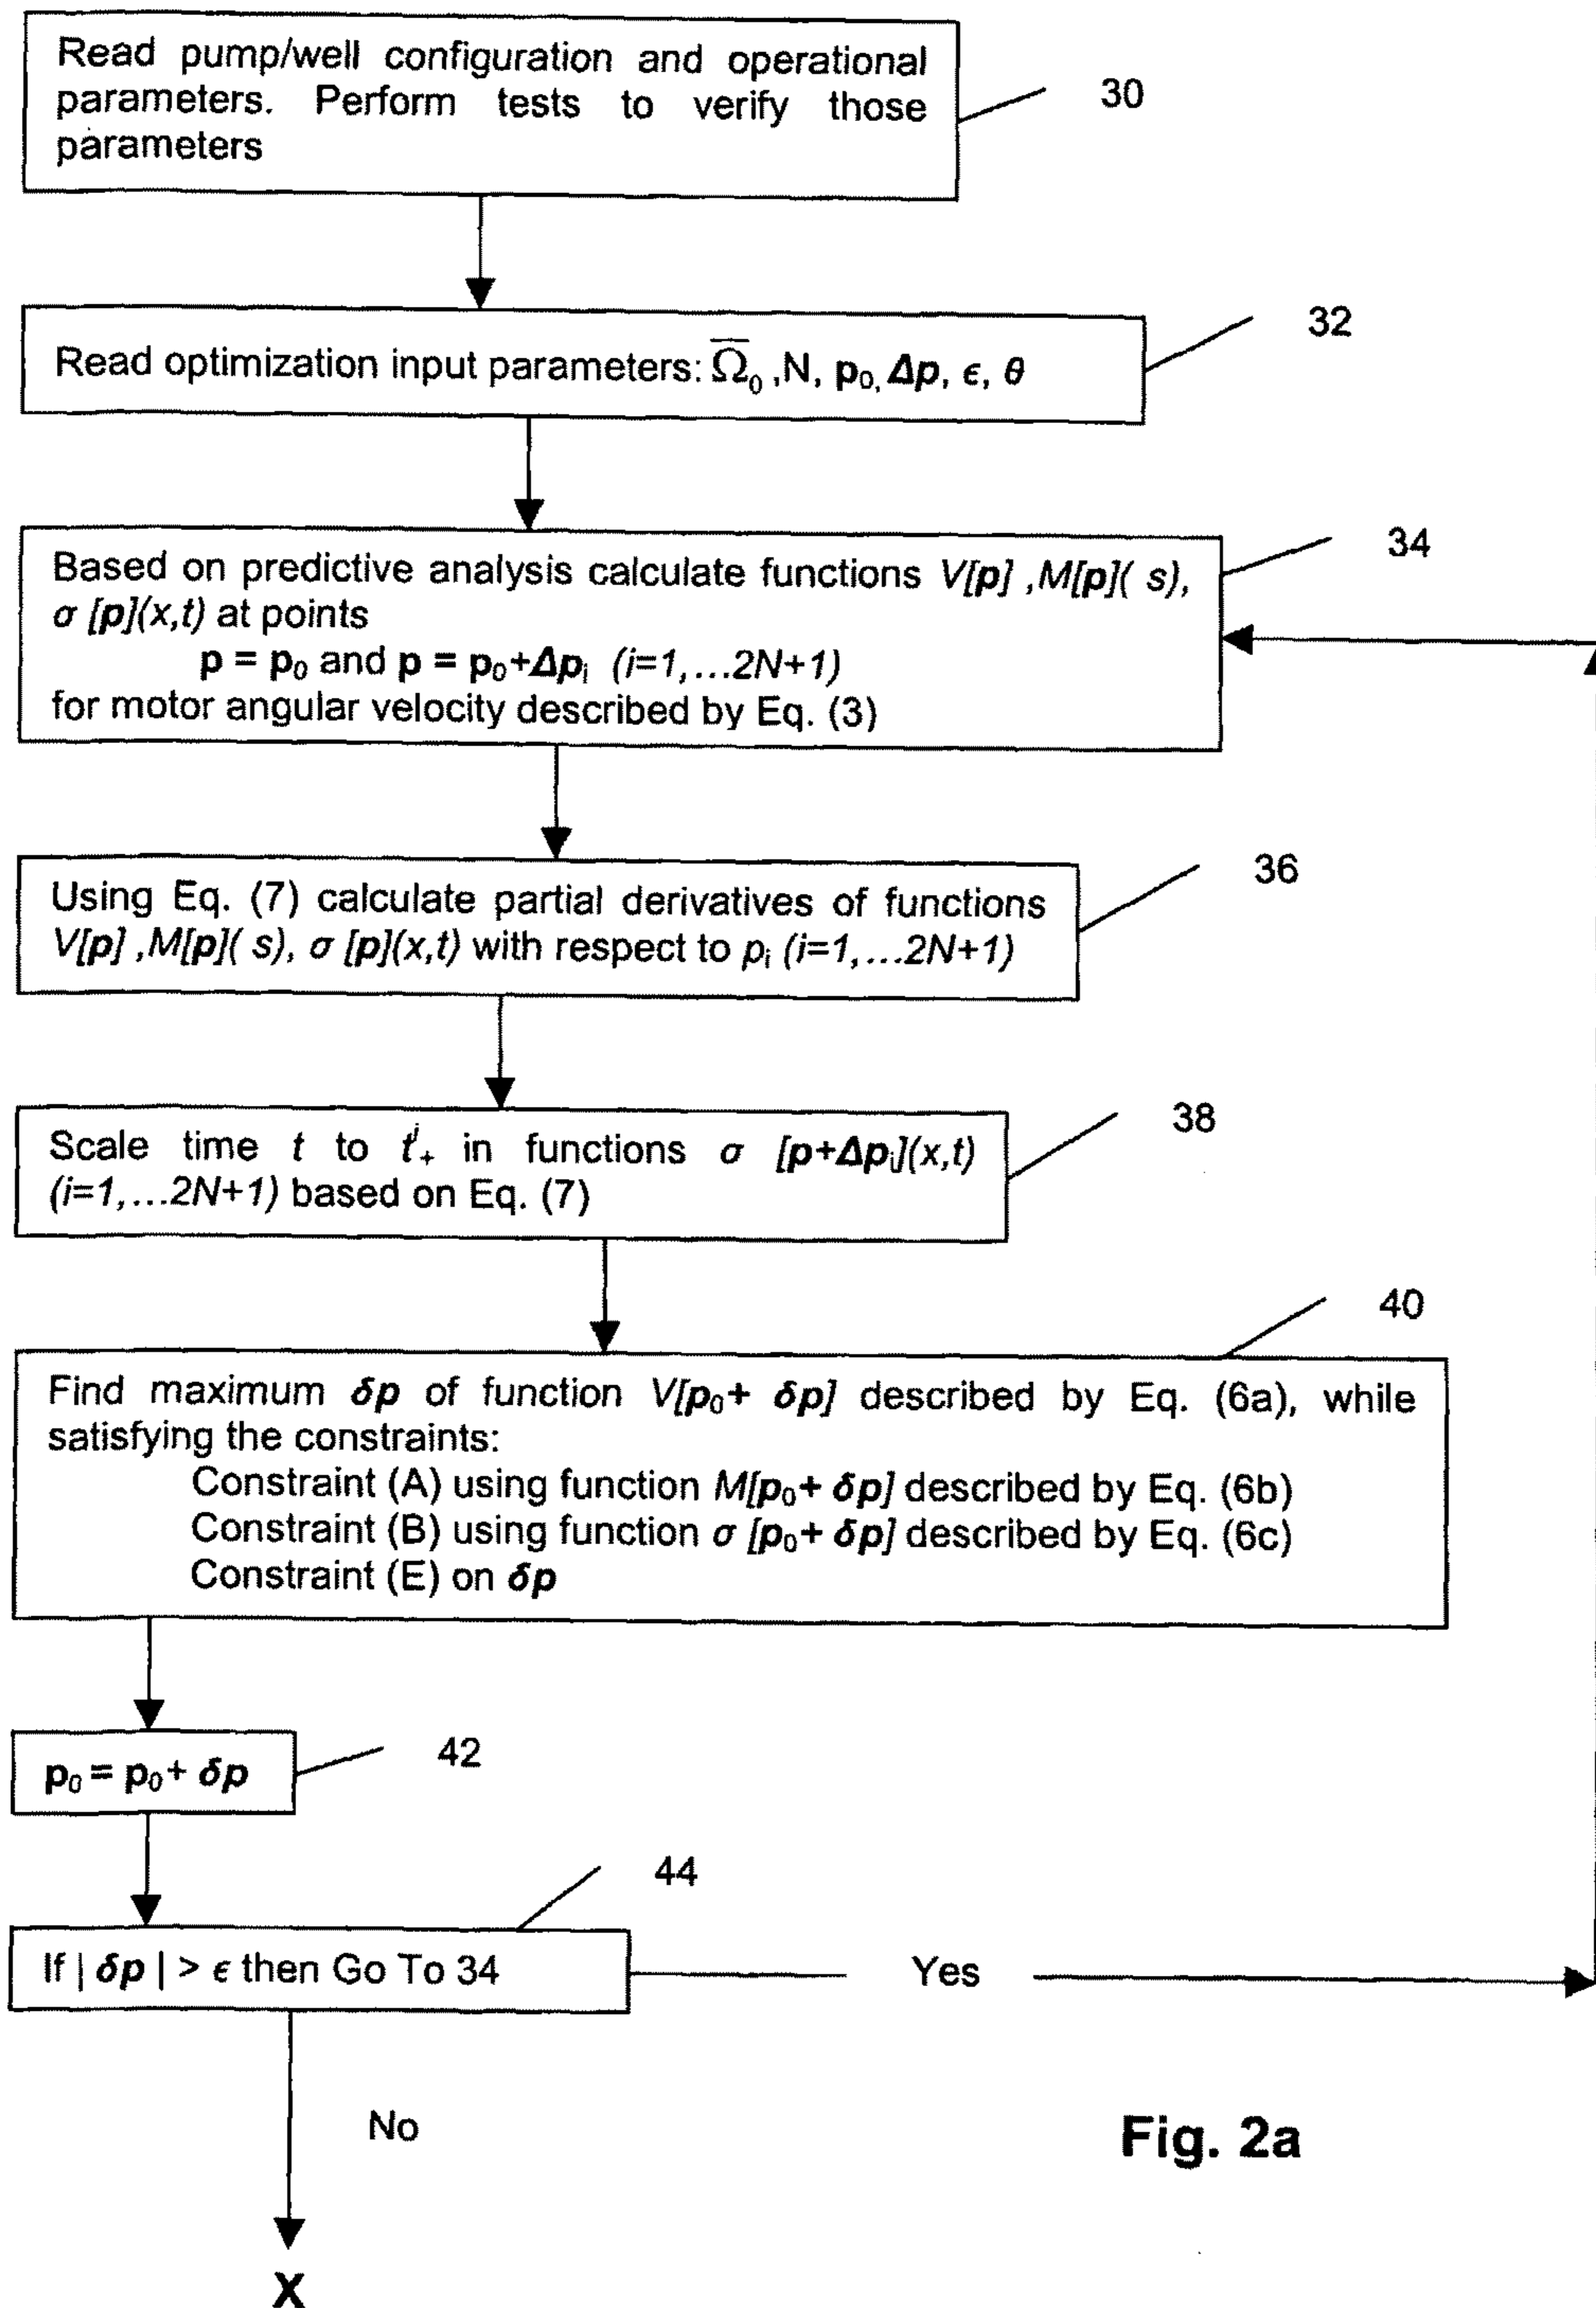 Read pump/well configuration and operational
parameters. Perform tests to verify those
parameters
30
Read optimization input parameters: Ω̅₀ ,N, p₀, Δp, ϵ, θ
32
Based on predictive analysis calculate functions V[p] ,M[p]( s),
σ [p](x,t) at points
p = p₀ and p = p₀+Δpᵢ (i=1,…2N+1)
for motor angular velocity described by Eq. (3)
34
Using Eq. (7) calculate partial derivatives of functions
V[p] ,M[p]( s), σ [p](x,t) with respect to pᵢ (i=1,…2N+1)
36
Scale time t to tⁱ₊ in functions σ [p+Δpᵢ](x,t)
(i=1,…2N+1) based on Eq. (7)
38
Find maximum δp of function V[p₀+ δp] described by Eq. (6a), while
satisfying the constraints:
Constraint (A) using function M[p₀+ δp] described by Eq. (6b)
Constraint (B) using function σ [p₀+ δp] described by Eq. (6c)
Constraint (E) on δp
40
p₀ = p₀+ δp
42
If | δp | > ϵ then Go To 34
44
Yes
No
X
Fig. 2a